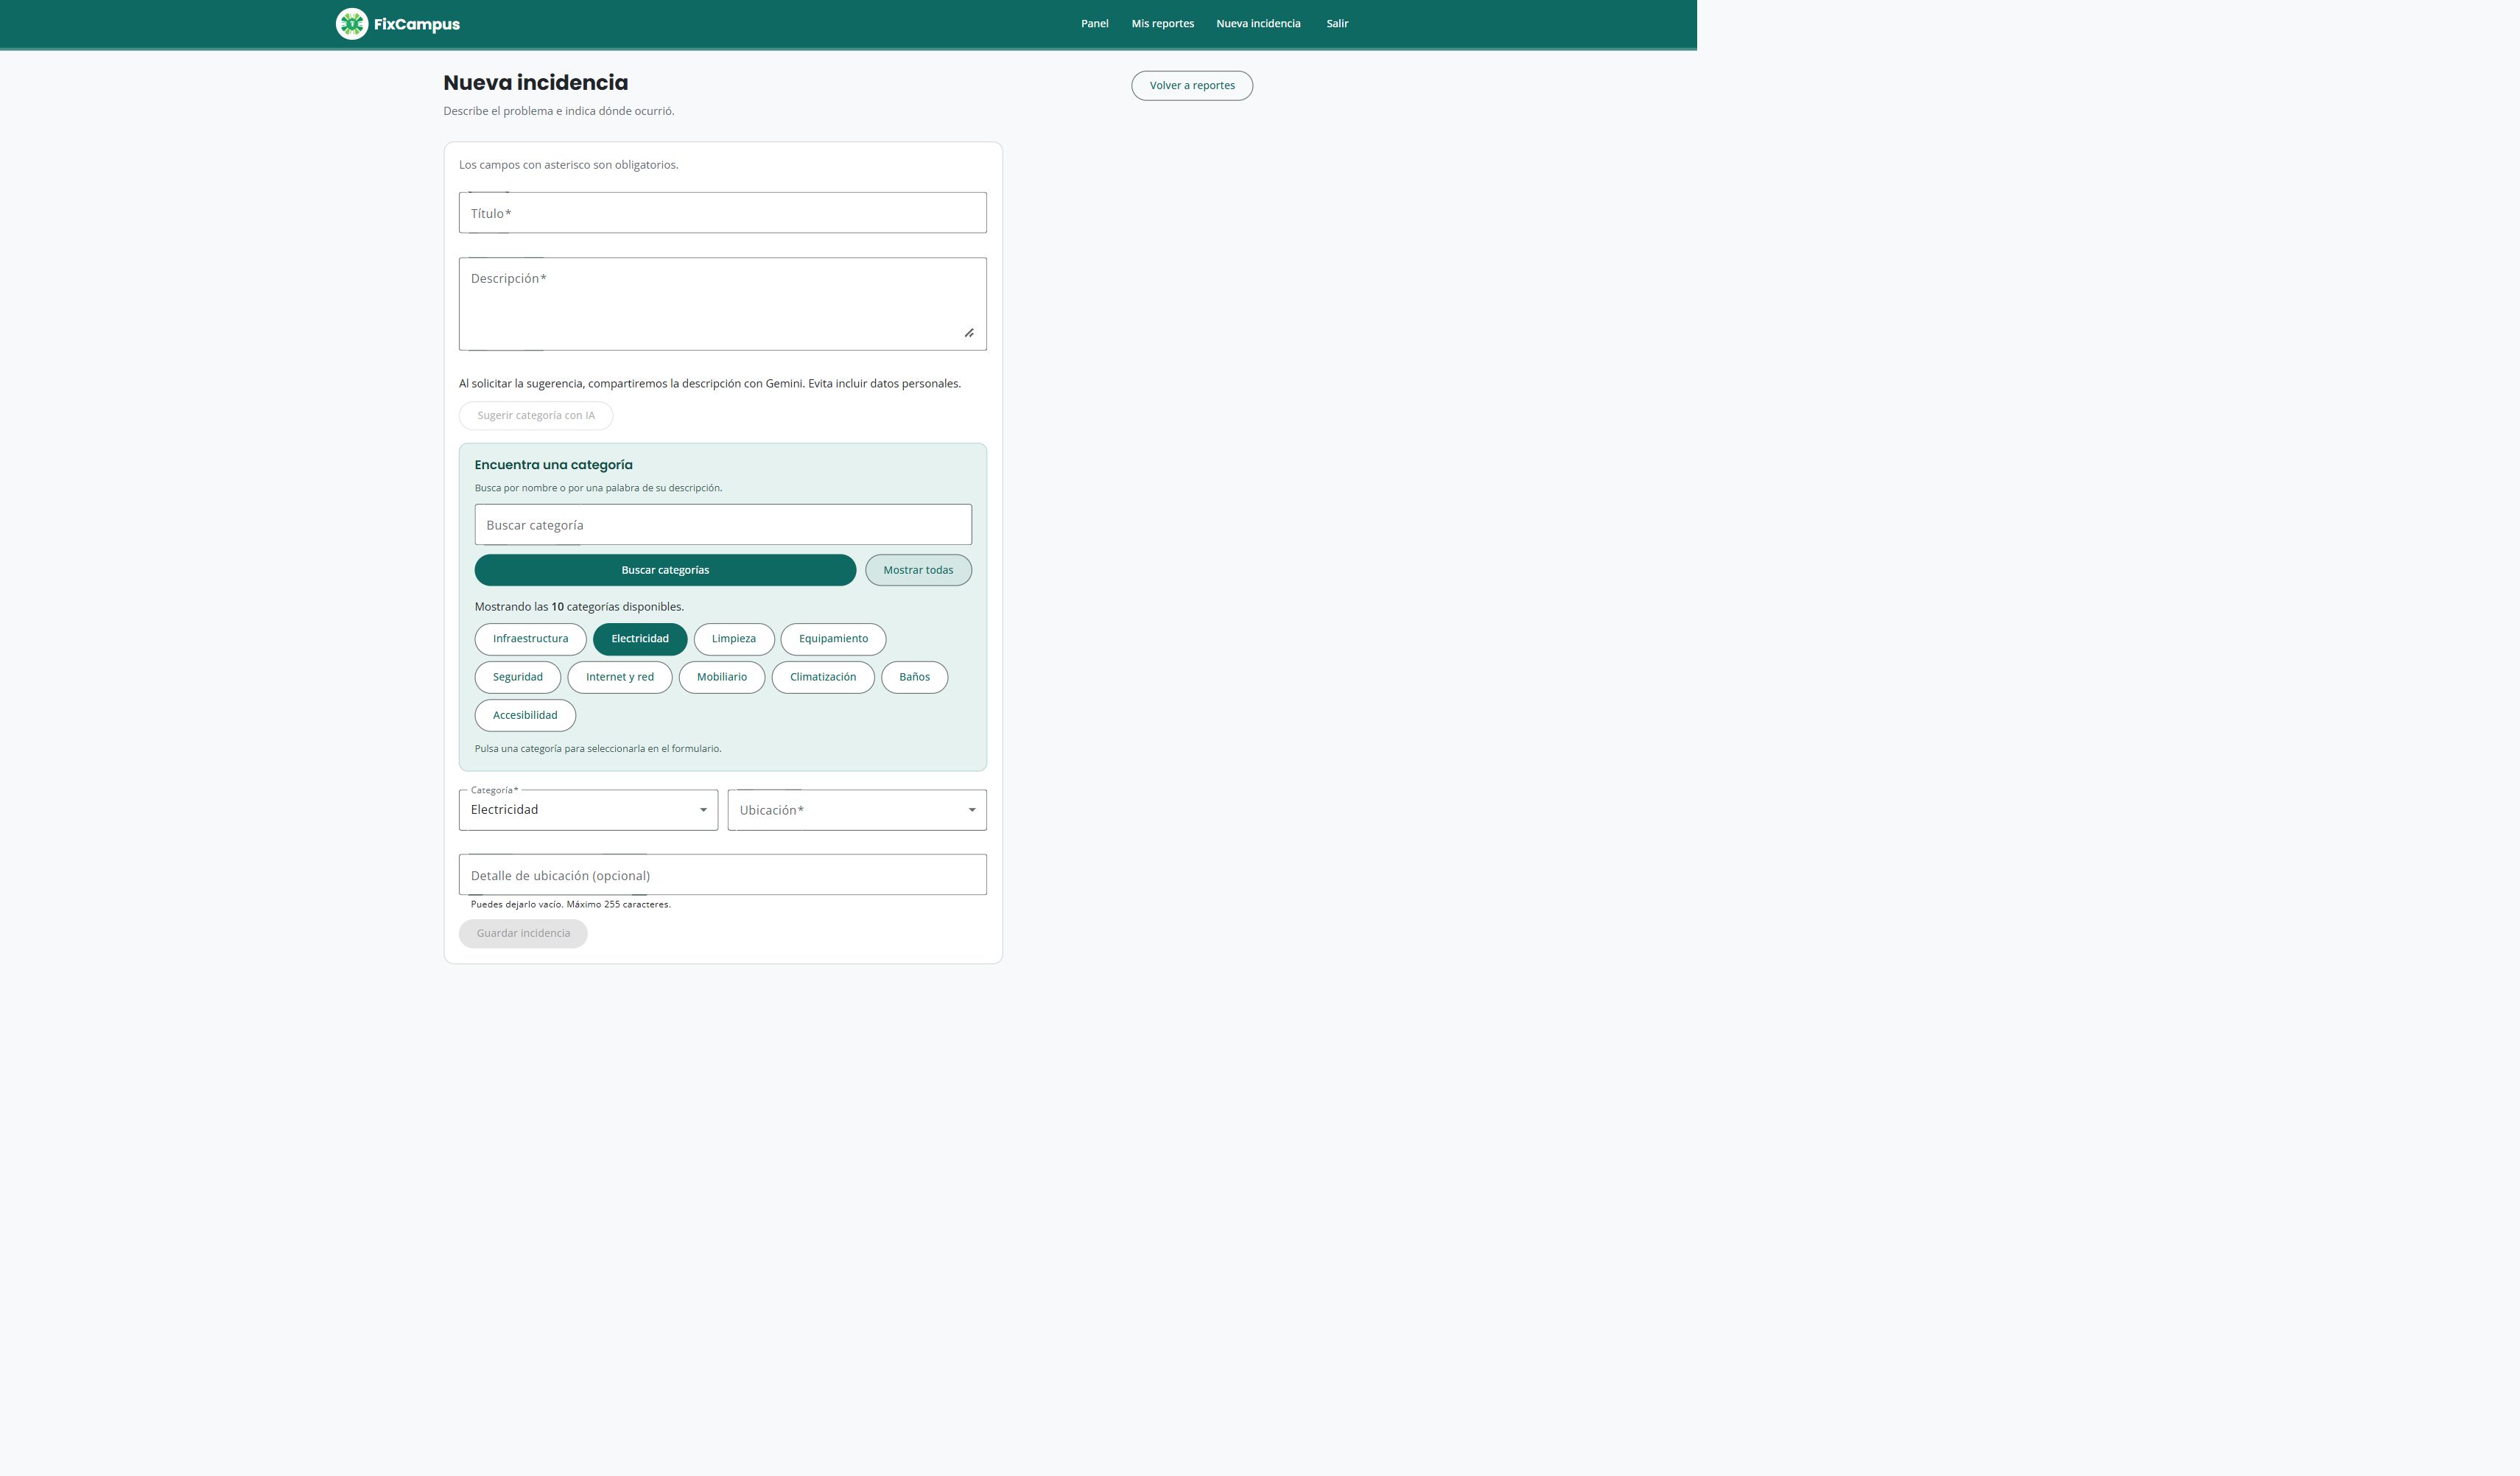 FixCampus
Panel Mis reportes Nueva incidencia Salir
Nueva incidencia
Volver a reportes
Describe el problema e indica dónde ocurrió.
Los campos con asterisco son obligatorios.
Título*
Descripción*
Al solicitar la sugerencia, compartiremos la descripción con Gemini. Evita incluir datos personales.
Sugerir categoría con IA
Encuentra una categoría
Busca por nombre o por una palabra de su descripción.
Buscar categoría
Buscar categorías Mostrar todas
Mostrando las 10 categorías disponibles.
Infraestructura Electricidad Limpieza Equipamiento
Seguridad Internet y red Mobiliario Climatización Baños
Accesibilidad
Pulsa una categoría para seleccionarla en el formulario.
Categoría*
Electricidad Ubicación*
Detalle de ubicación (opcional)
Puedes dejarlo vacío. Máximo 255 caracteres.
Guardar incidencia